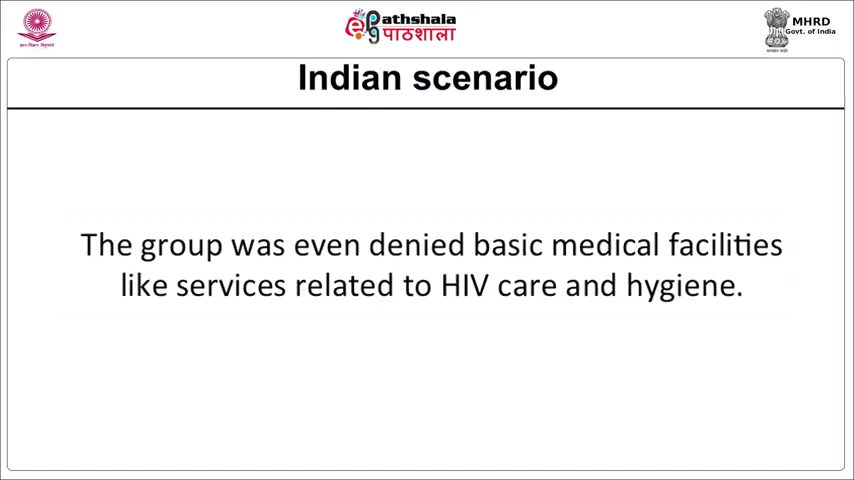 ePathshala
पाठशाला
MHRD
Govt. of India
Indian scenario
The group was even denied basic medical facilities
like services related to HIV care and hygiene.